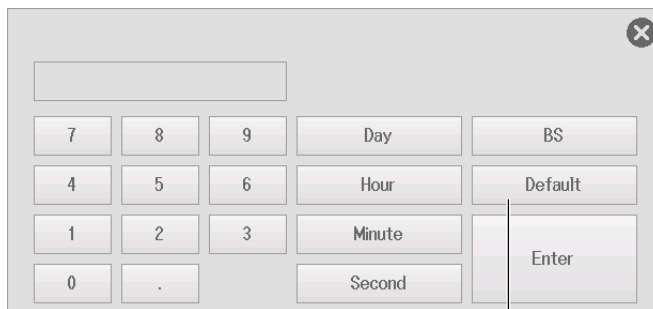 7 8 9 Day BS
4 5 6 Hour Default
1 2 3 Minute
Enter
0 . Second